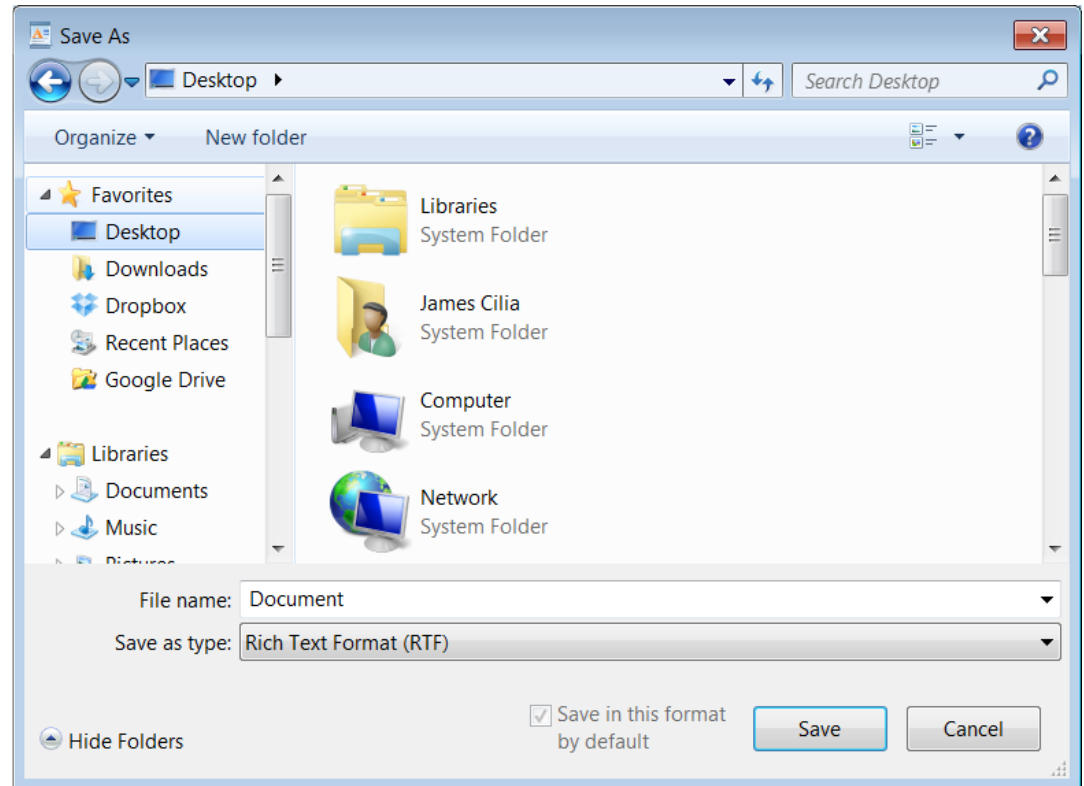 Save As
Desktop
Search Desktop
Organize
New folder
Favorites
Desktop
Downloads
Dropbox
Recent Places
Google Drive
Libraries
Documents
Music
Pictures
Libraries
System Folder
James Cilia
System Folder
Computer
System Folder
Network
System Folder
File name: Document
Save as type: Rich Text Format (RTF)
Save in this format
by default
Save
Cancel
Hide Folders